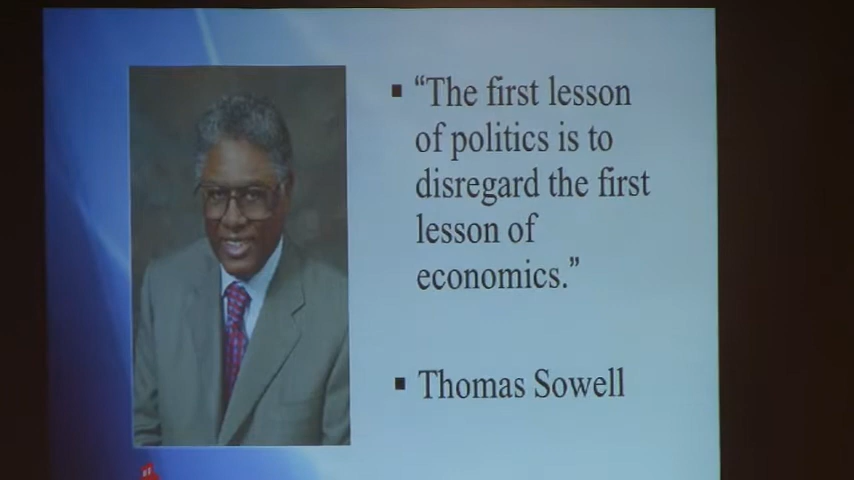 ▪ “The first lesson
of politics is to
disregard the first
lesson of
economics.”
▪ Thomas Sowell